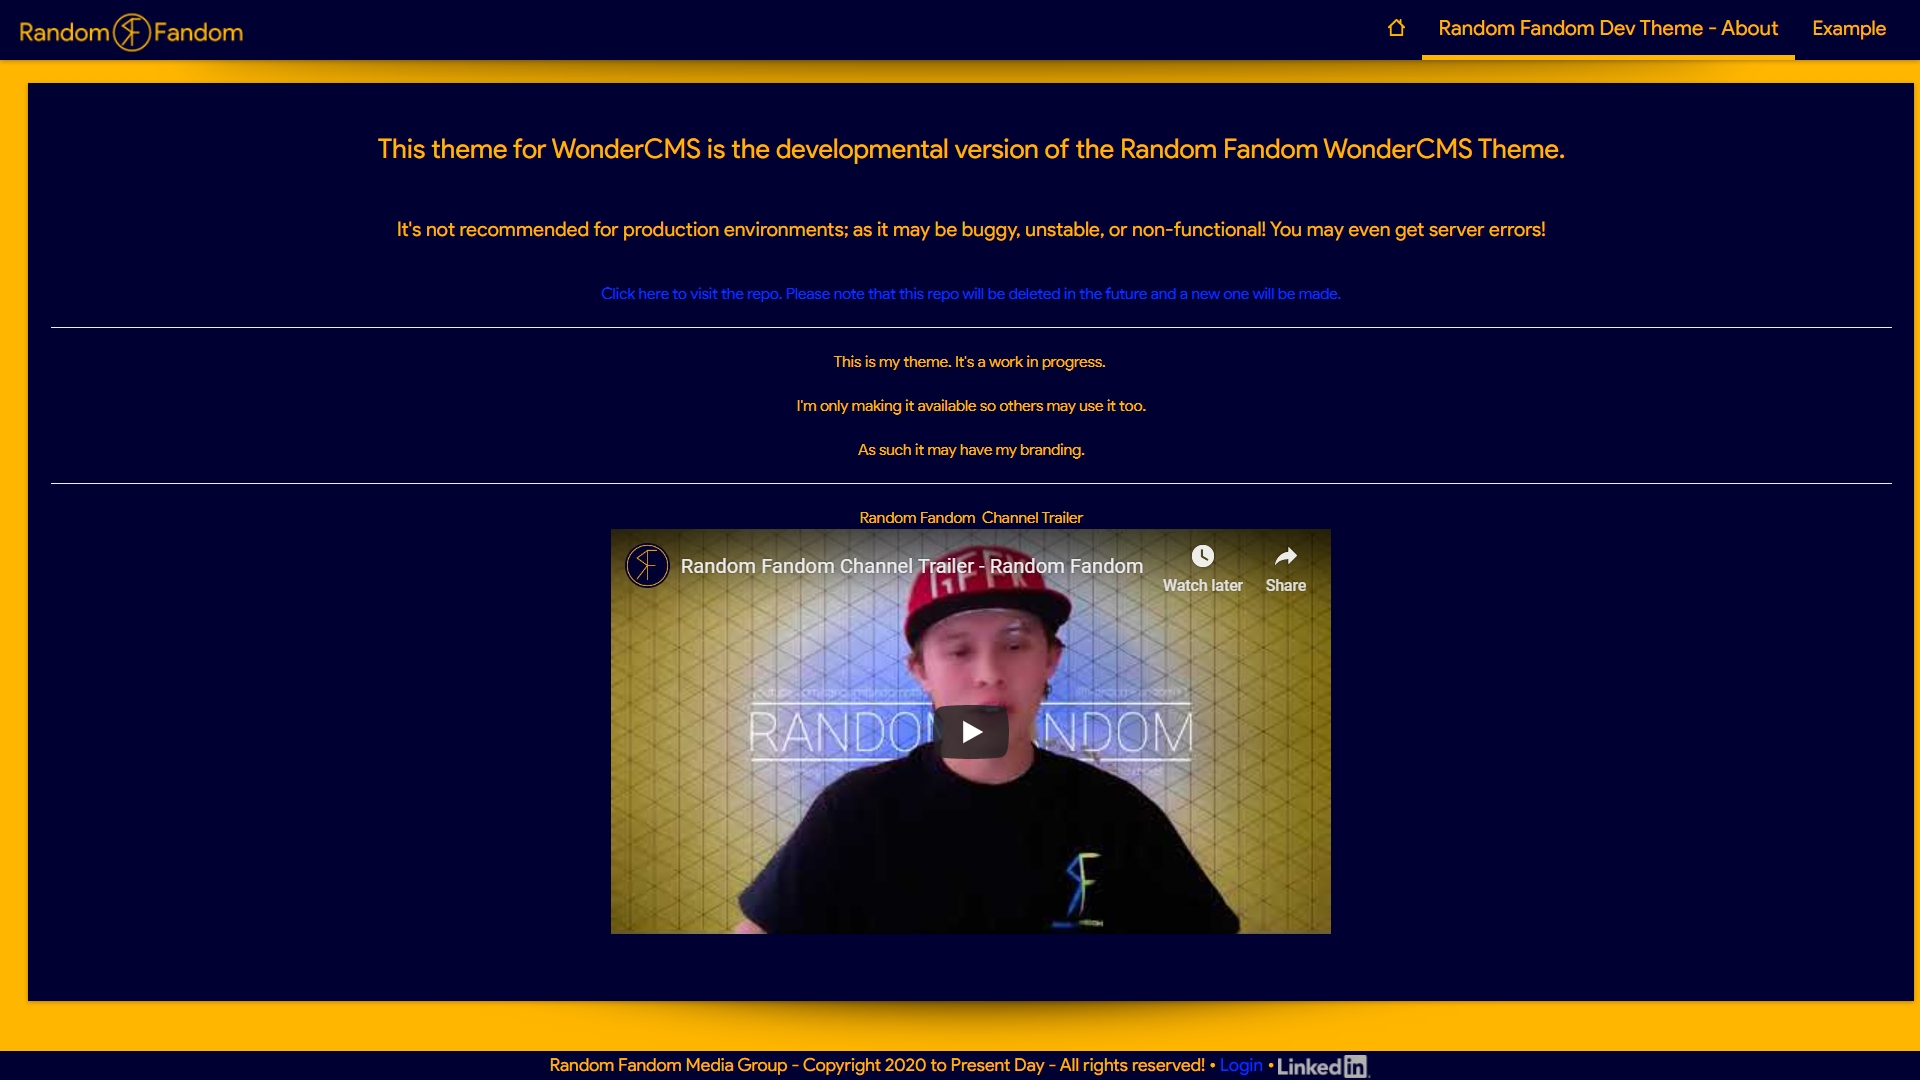 Random RF Fandom
Random Fandom Dev Theme - About
Example
This theme for WonderCMS is the developmental version of the Random Fandom WonderCMS Theme.
It's not recommended for production environments; as it may be buggy, unstable, or non-functional! You may even get server errors!
Click here to visit the repo. Please note that this repo will be deleted in the future and a new one will be made.
This is my theme. It's a work in progress.
I'm only making it available so others may use it too.
As such it may have my branding.
Random Fandom Channel Trailer
Random Fandom Channel Trailer - Random Fandom
Watch later
Share
GEEK
RANDO NDOM
Random Fandom Media Group - Copyright 2020 to Present Day - All rights reserved! • Login • Linked in